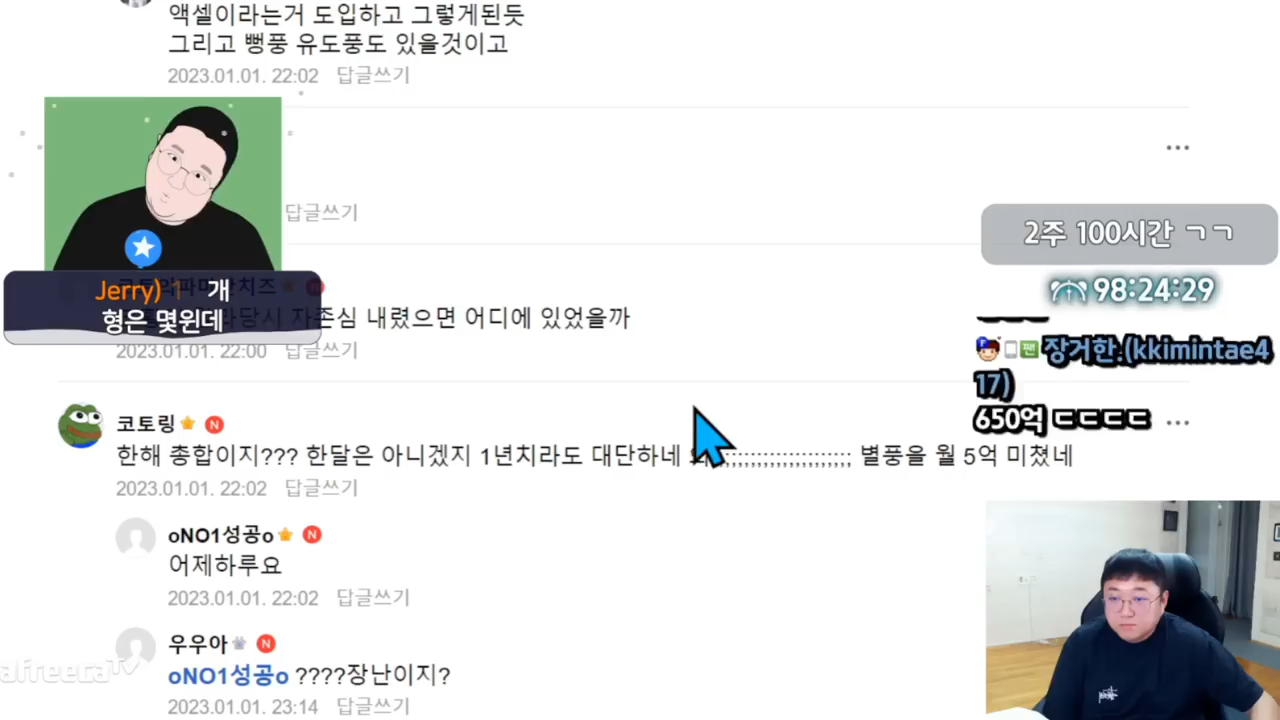 액셀이라는거 도입하고 그렇게된듯
그리고 뻥풍 유도풍도 있을것이고
2023.01.01. 22:02 답글쓰기
답글쓰기
2주 100시간 ㄱㄱ
98:24:29
Jerry) 1 개
형은 몇윈데
자존심 내렸으면 어디에 있었을까
2023.01.01. 22:00 답글쓰기
장거한.(kkimintae4
17)
650억 ㄷㄷㄷㄷ
코토링
한해 총합이지??? 한달은 아니겠지 1년치라도 대단하네 ;;;;;;;;;;;;;;;;;;;; 별풍을 월 5억 미쳤네
2023.01.01. 22:02 답글쓰기
oNO1성공o
어제하루요
2023.01.01. 22:02 답글쓰기
우우아
oNO1성공o ????장난이지?
2023.01.01. 23:14 답글쓰기
afreecaTV